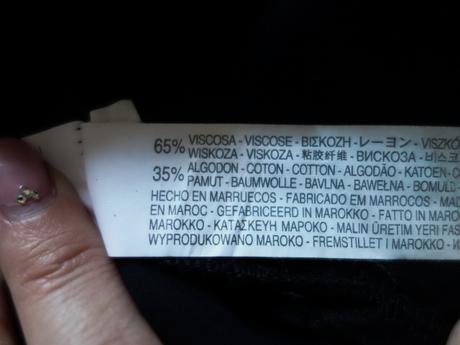 65% VISCOSA - VISCOSE - ΒΙΣΚΟΖΗ - レーヨン - VISZKÓ
WISKOZA - VISKOZA - 粘胶纤维 - ВИСКОЗА - 비스코
35% ALGODON - COTON - COTTON - ALGODÃO - KATOEN - C
PAMUT - BAUMWOLLE - BAVLNA - BAWEŁNA - BOMULD
HECHO EN MARRUECOS - FABRICADO EM MARROCOS - MAD
EN MAROC - GEFABRICEERD IN MAROKKO - FATTO IN MARO
MAROKKO - ΚΑΤΑΣΚΕΥΗ ΜΑΡΟΚΟ - MALIN ÜRETIM YERI FAS
WYPRODUKOWANO MAROKO - FREMSTILLET I MAROKKO - W